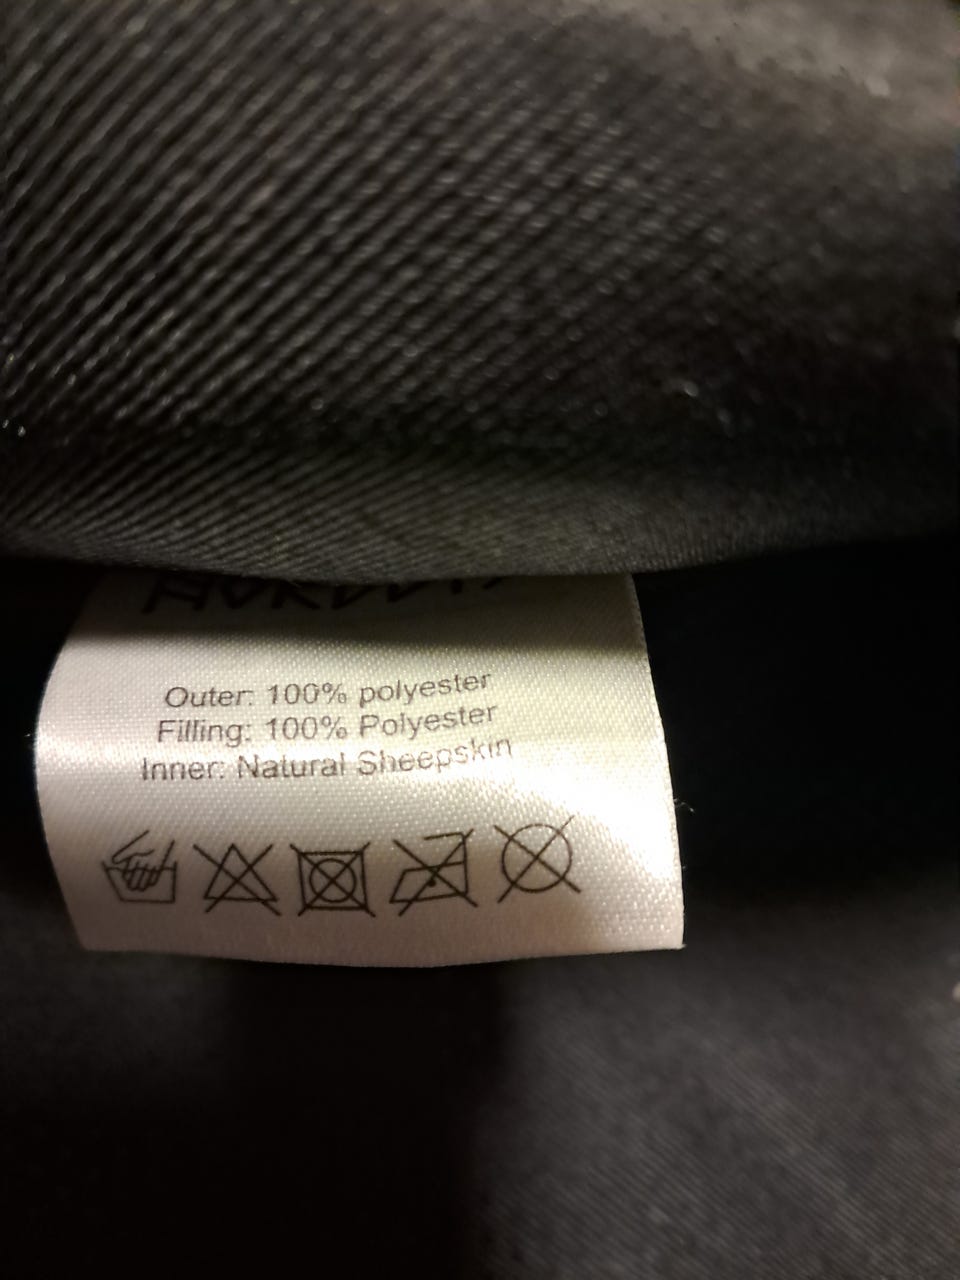 Outer: 100% polyester
Filling: 100% Polyester
Inner: Natural Sheepskin